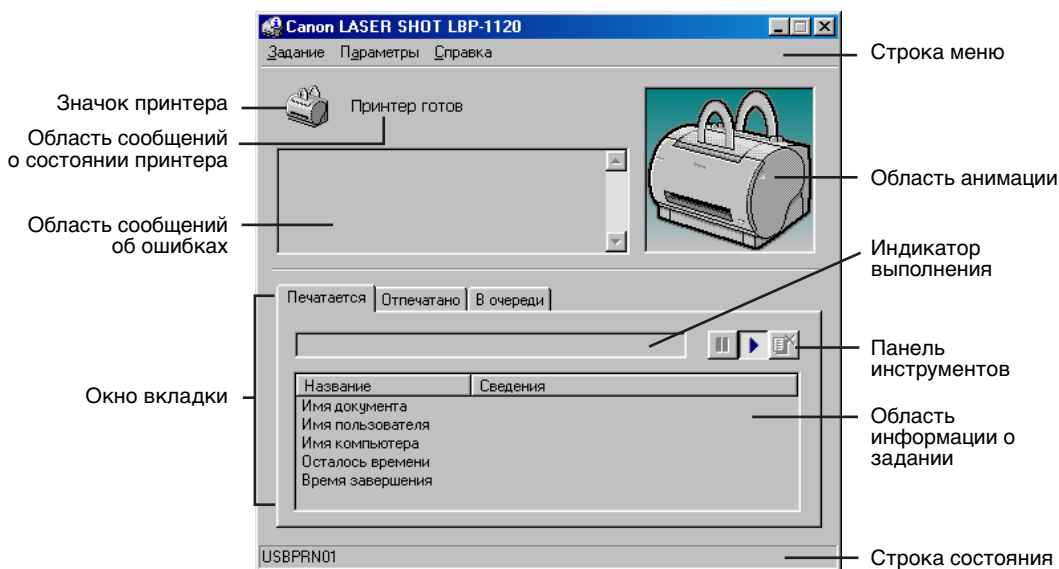 Canon LASER SHOT LBP-1120
Задание Параметры Справка
Строка меню
Значок принтера
Принтер готов
Область сообщений
о состоянии принтера
Область анимации
Область сообщений
об ошибках
Индикатор
выполнения
Печатается Отпечатано В очереди
Панель
инструментов
Окно вкладки
Название Сведения
Имя документа
Имя пользователя
Имя компьютера
Осталось времени
Время завершения
Область
информации о
задании
USBPRN01
Строка состояния